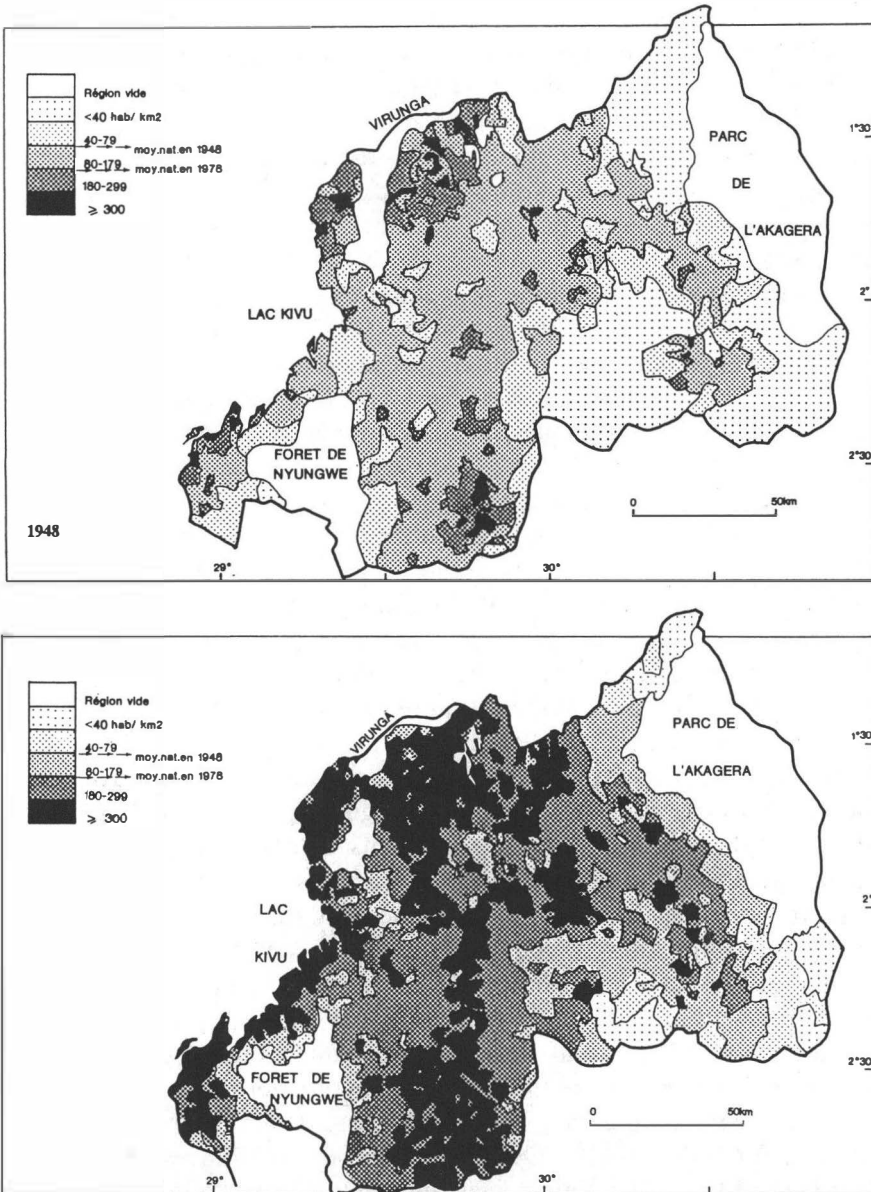 Région vide
<40 hab/ km2
40-79
moy.nat.en 1948
80-179
moy.nat.en 1978
180-299
≥ 300
VIRUNGA
PARC
DE
L'AKAGERA
1°30
2°
LAC KIVU
FORET DE
NYUNGWE
2°30
0 50km
1948
29° 30°
Région vide
<40 hab/ km2
40-79
moy.nat.en 1948
80-179
moy.nat.en 1978
180-299
≥ 300
VIRUNGA
PARC DE
L'AKAGERA
1°30
2°
LAC
KIVU
2°30
FORET DE
NYUNGWE
0 50km
29° 30°